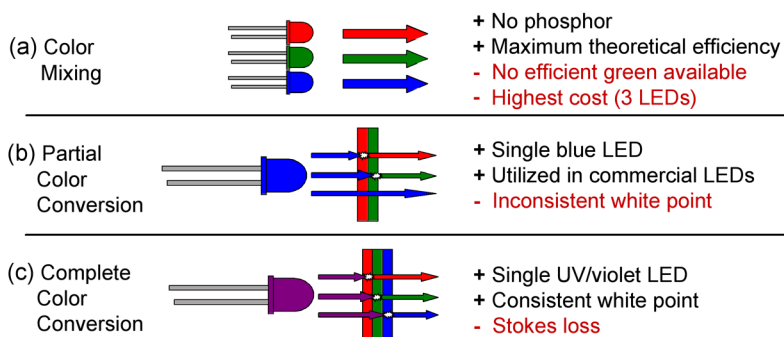 (a) Color
Mixing
+ No phosphor
+ Maximum theoretical efficiency
- No efficient green available
- Highest cost (3 LEDs)
(b) Partial
Color
Conversion
+ Single blue LED
+ Utilized in commercial LEDs
- Inconsistent white point
(c) Complete
Color
Conversion
+ Single UV/violet LED
+ Consistent white point
- Stokes loss